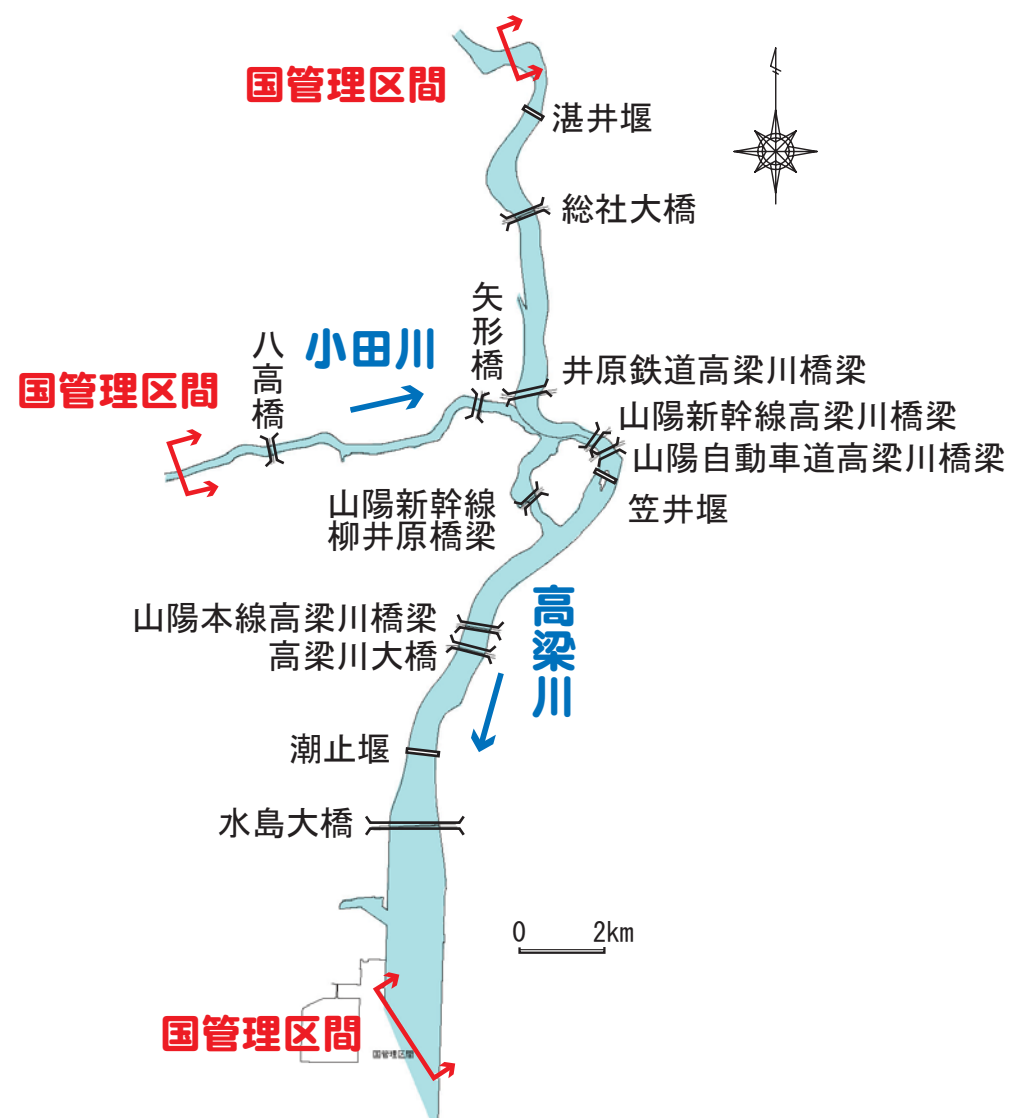 国管理区間
湛井堰
総社大橋
矢形橋
小田川
八高橋
井原鉄道高梁川橋梁
国管理区間
山陽新幹線高梁川橋梁
山陽自動車道高梁川橋梁
山陽新幹線
柳井原橋梁
笠井堰
高梁川
山陽本線高梁川橋梁
高梁川大橋
潮止堰
水島大橋
0 2km
国管理区間
国管理区間